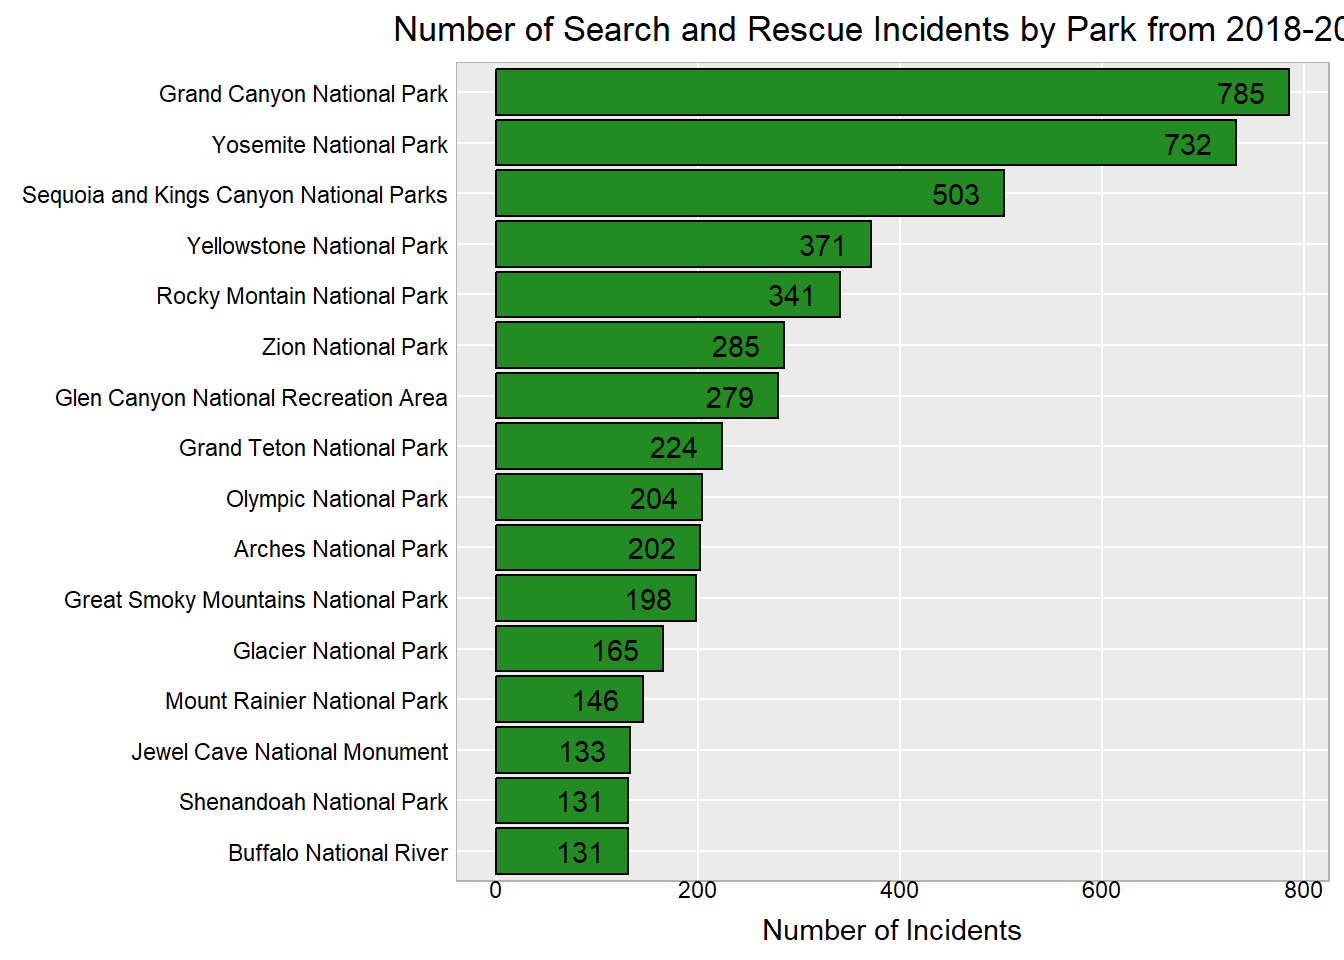 Number of Search and Rescue Incidents by Park from 2018-20
Grand Canyon National Park 785
Yosemite National Park 732
Sequoia and Kings Canyon National Parks 503
Yellowstone National Park 371
Rocky Montain National Park 341
Zion National Park 285
Glen Canyon National Recreation Area 279
Grand Teton National Park 224
Olympic National Park 204
Arches National Park 202
Great Smoky Mountains National Park 198
Glacier National Park 165
Mount Rainier National Park 146
Jewel Cave National Monument 133
Shenandoah National Park 131
Buffalo National River 131
0 200 400 600 800
Number of Incidents